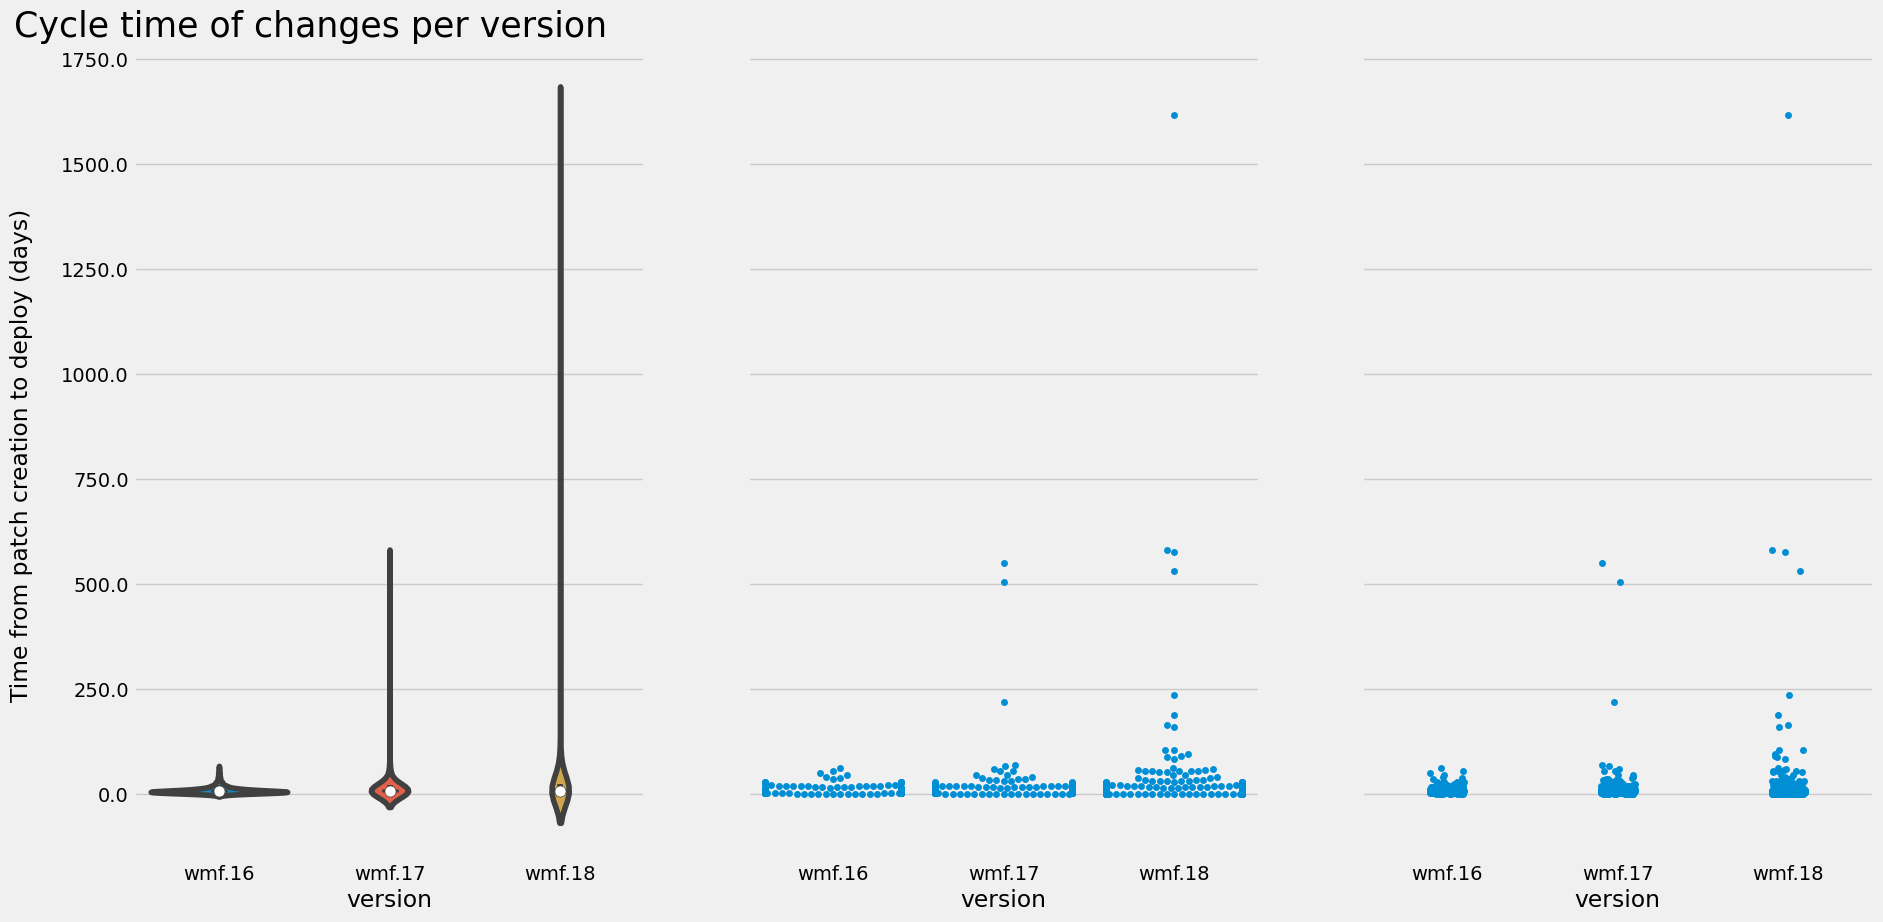 Cycle time of changes per version
Time from patch creation to deploy (days)
1750.0
1500.0
1250.0
1000.0
750.0
500.0
250.0
0.0
wmf.16 wmf.17 wmf.18
version
wmf.16 wmf.17 wmf.18
version
wmf.16 wmf.17 wmf.18
version